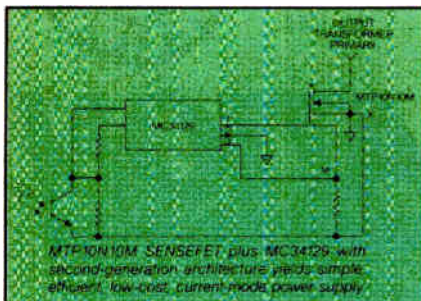 OUTPUT
TRANSFORMER
PRIMARY
MTP10N10M
MC34129
MTP10N10M SENSEFET plus MC34129 with
second-generation architecture yields simple,
efficient, low-cost, current-mode power supply.